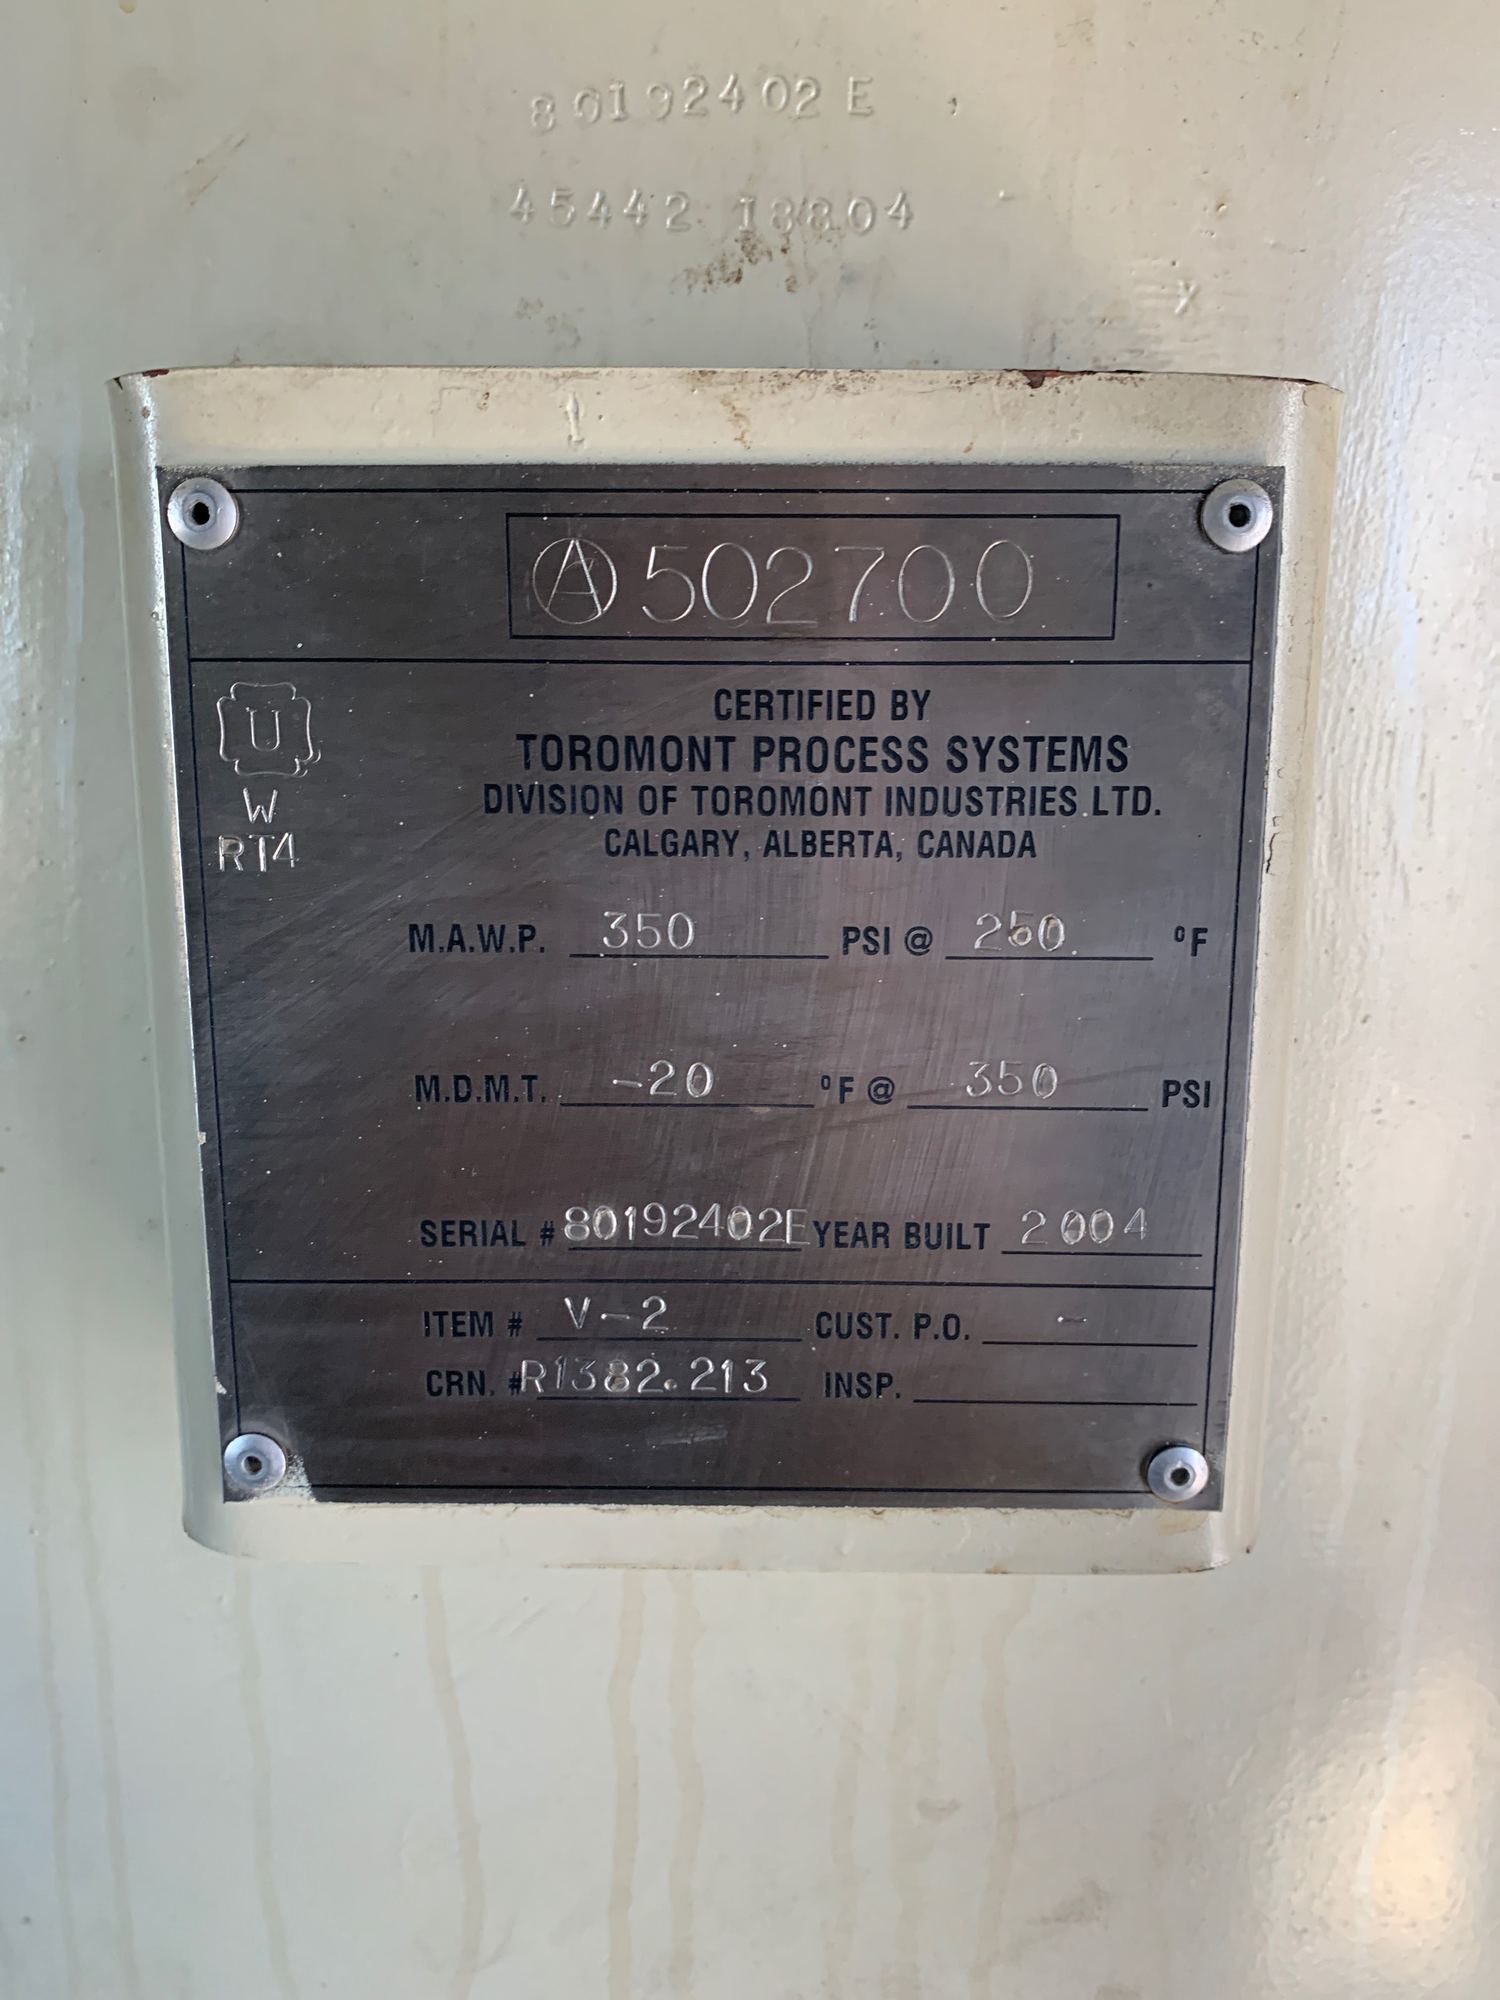 80192402 E
45442 18804
A 502700
U
W
RT4
CERTIFIED BY
TOROMONT PROCESS SYSTEMS
DIVISION OF TOROMONT INDUSTRIES LTD.
CALGARY, ALBERTA, CANADA
M.A.W.P. 350 PSI @ 250 °F
M.D.M.T. -20 °F @ 350 PSI
SERIAL # 80192402E YEAR BUILT 2004
ITEM # V-2 CUST. P.O. -
CRN. # R1382.213 INSP.